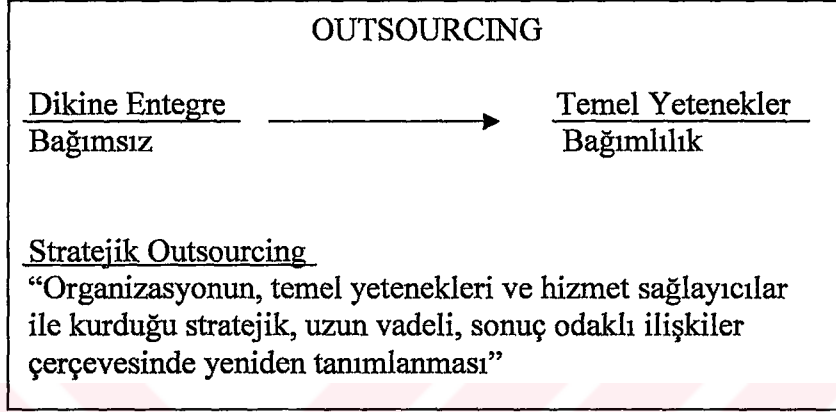 OUTSOURCING
Dikine Entegre Temel Yetenekler
Bağımsız Bağımlılık
Stratejik Outsourcing
“Organizasyonun, temel yetenekleri ve hizmet sağlayıcılar
ile kurduğu stratejik, uzun vadeli, sonuç odaklı ilişkiler
çerçevesinde yeniden tanımlanması”